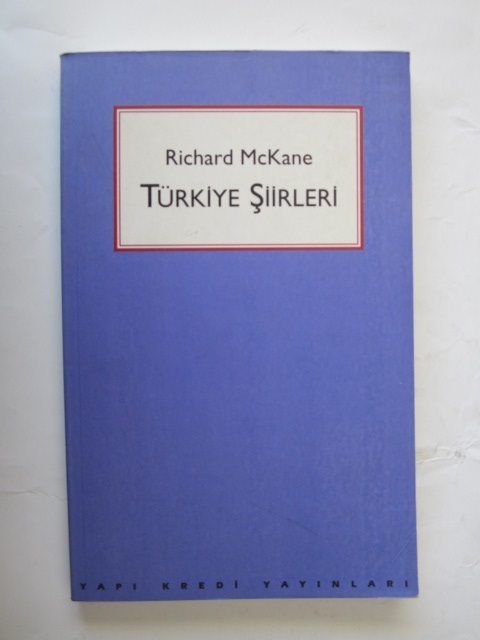 Richard McKane
TÜRKİYE ŞİİRLERİ
YAPI KREDİ YAYINLARI